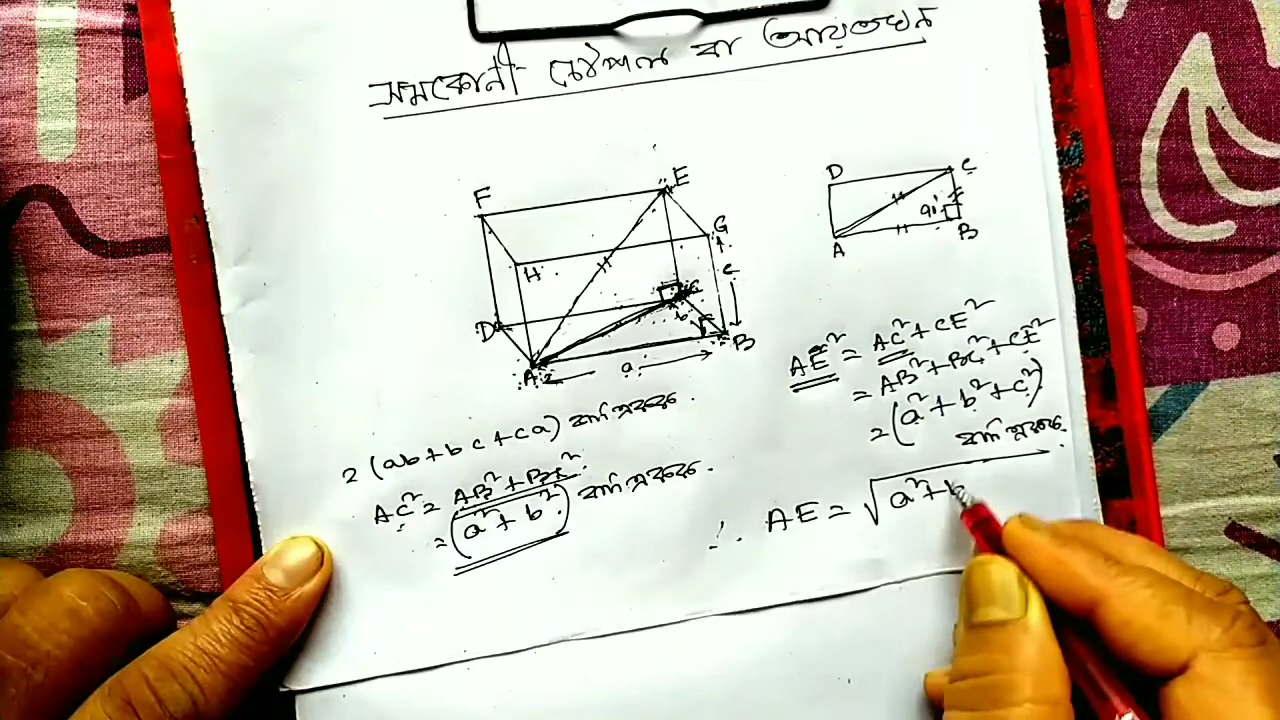 সমকোণী চৌপল বা আয়তঘন
F
E
G
H
c
D
b
B
A
a
D
C
90°
A
B
2 (ab+bc+ca) বর্গ একক.
AC² = AB² + BC²
= (a² + b²) বর্গ একক.
AE² = AC² + CE²
= AB² + BC² + CE²
= (a² + b² + c²)
বর্গ একক.
∴ AE = √a²+b